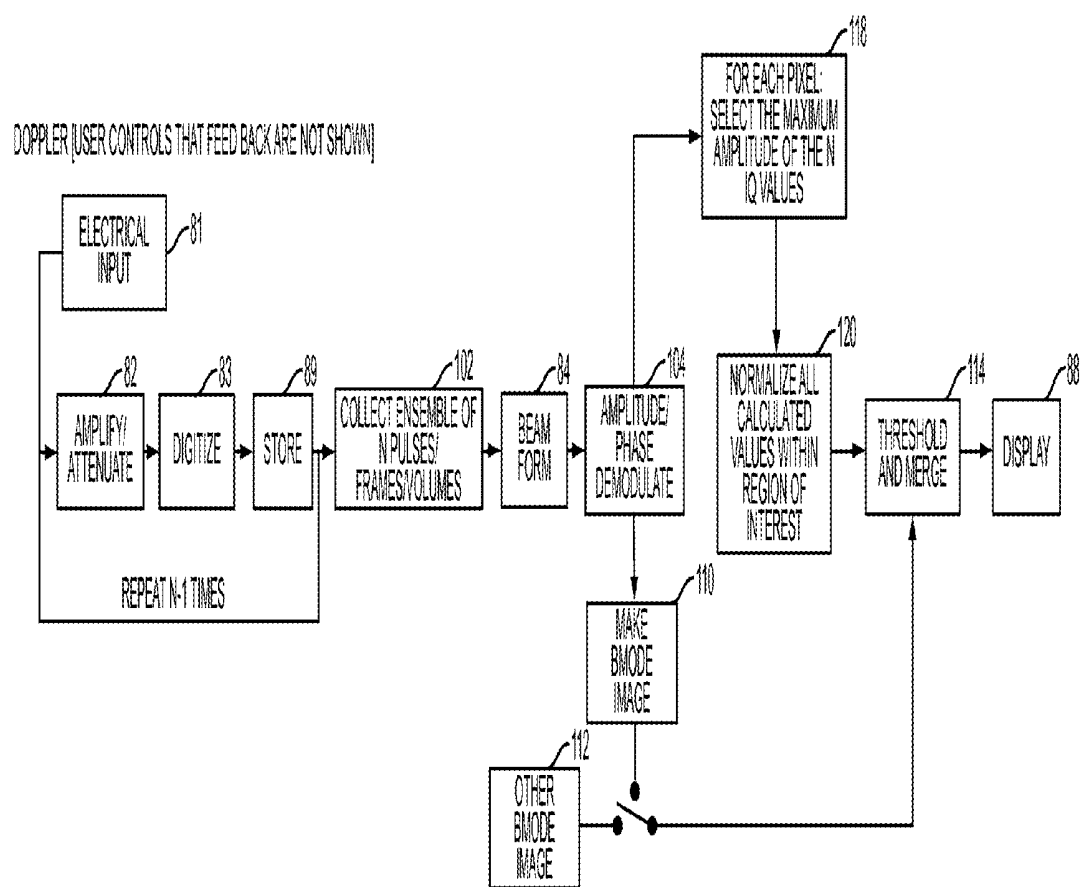 118
FOR EACH PIXEL:
SELECT THE MAXIMUM
AMPLITUDE OF THE N
IQ VALUES
DOPPLER [USER CONTROLS THAT FEED BACK ARE NOT SHOWN]
ELECTRICAL
INPUT
81
82
AMPLIFY/
ATTENUATE
83
DIGITIZE
89
STORE
102
COLLECT ENSEMBLE OF
N PULSES/
FRAMES/VOLUMES
84
BEAM
FORM
104
AMPLITUDE/
PHASE
DEMODULATE
120
NORMALIZE ALL
CALCULATED
VALUES WITHIN
REGION OF
INTEREST
114
THRESHOLD
AND MERGE
88
DISPLAY
REPEAT N-1 TIMES
110
MAKE
BMODE
IMAGE
112
OTHER
BMODE
IMAGE